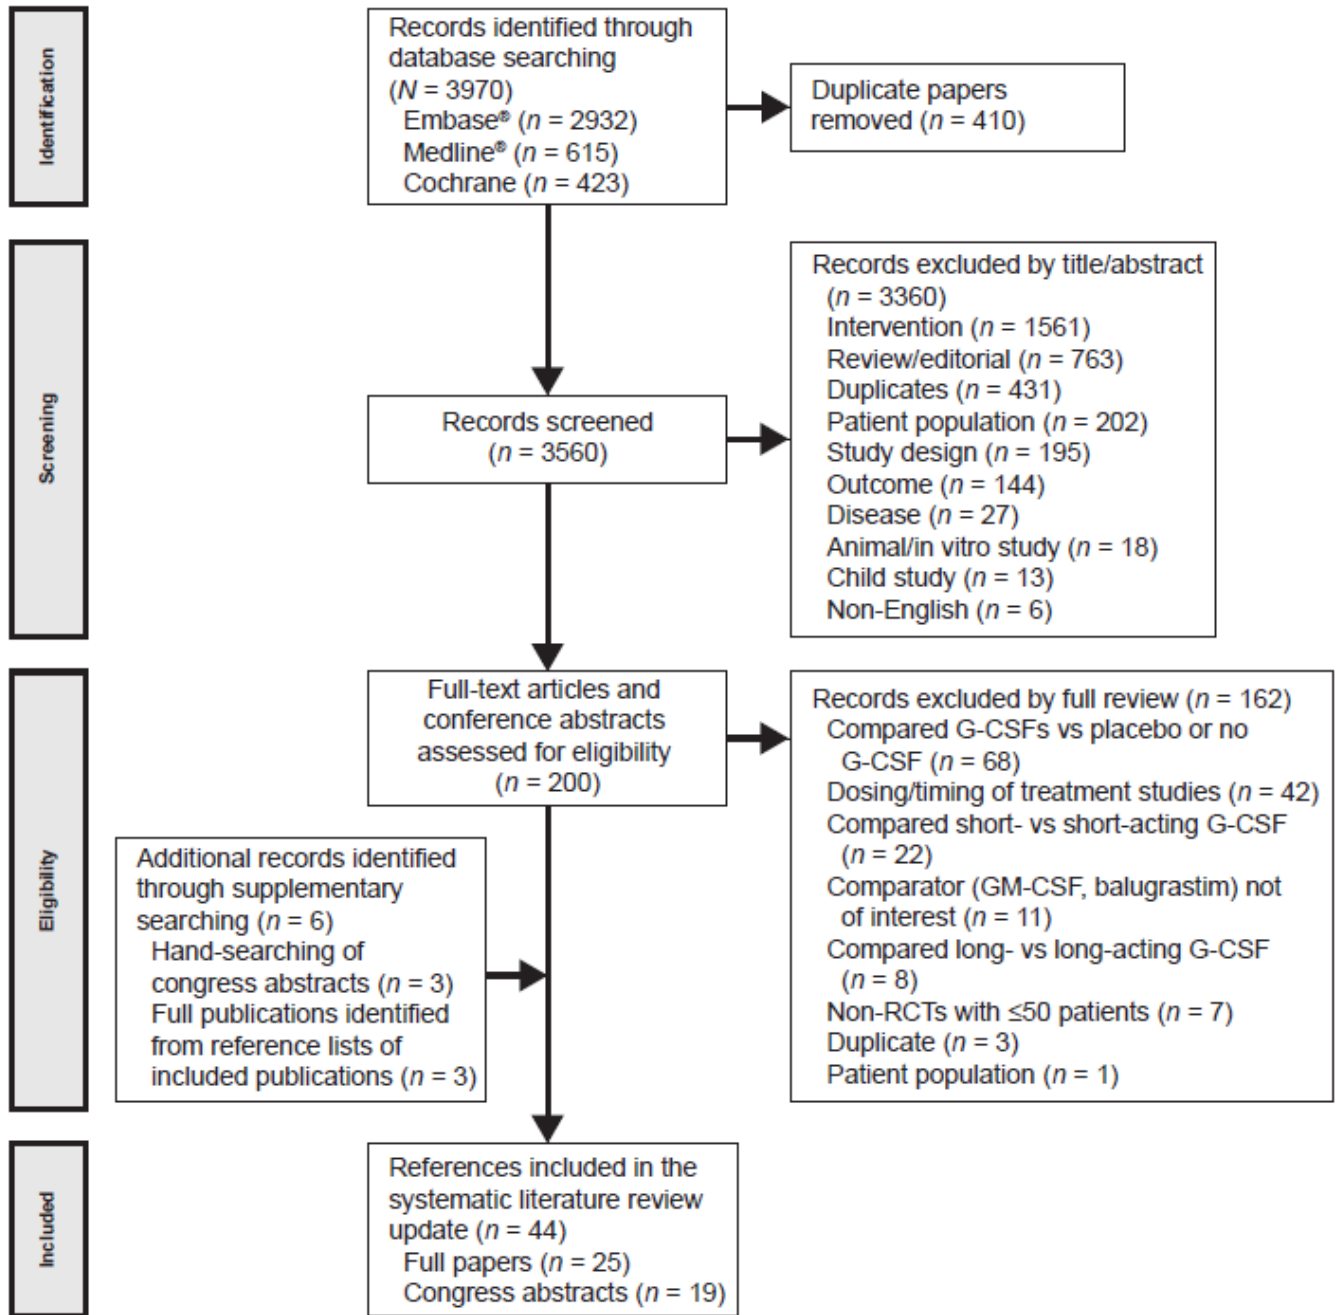 Identification
Records identified through
database searching
(N = 3970)
Embase® (n = 2932)
Medline® (n = 615)
Cochrane (n = 423)
Duplicate papers
removed (n = 410)
Screening
Records screened
(n = 3560)
Records excluded by title/abstract
(n = 3360)
Intervention (n = 1561)
Review/editorial (n = 763)
Duplicates (n = 431)
Patient population (n = 202)
Study design (n = 195)
Outcome (n = 144)
Disease (n = 27)
Animal/in vitro study (n = 18)
Child study (n = 13)
Non-English (n = 6)
Eligibility
Full-text articles and
conference abstracts
assessed for eligibility
(n = 200)
Records excluded by full review (n = 162)
Compared G-CSFs vs placebo or no
G-CSF (n = 68)
Dosing/timing of treatment studies (n = 42)
Compared short- vs short-acting G-CSF
(n = 22)
Comparator (GM-CSF, balugrastim) not
of interest (n = 11)
Compared long- vs long-acting G-CSF
(n = 8)
Non-RCTs with ≤50 patients (n = 7)
Duplicate (n = 3)
Patient population (n = 1)
Additional records identified
through supplementary
searching (n = 6)
Hand-searching of
congress abstracts (n = 3)
Full publications identified
from reference lists of
included publications (n = 3)
Included
References included in the
systematic literature review
update (n = 44)
Full papers (n = 25)
Congress abstracts (n = 19)